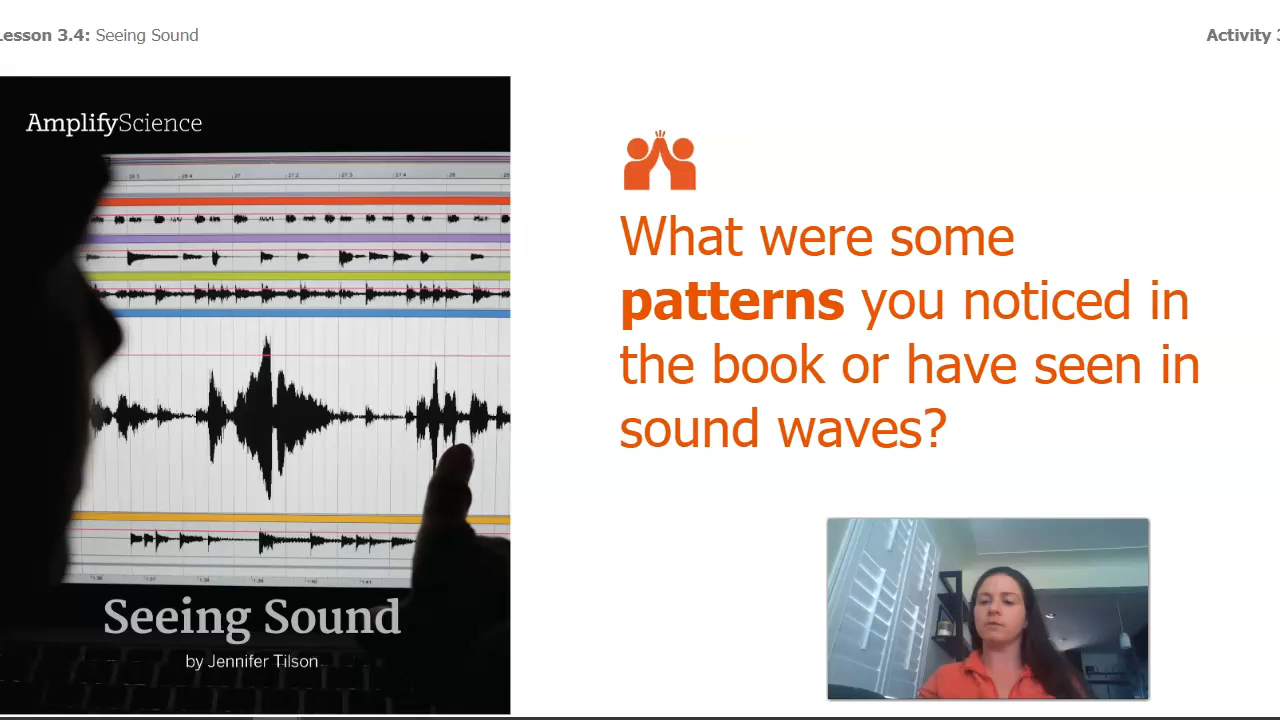 Lesson 3.4: Seeing Sound
Activity 3
AmplifyScience
What were some
patterns you noticed in
the book or have seen in
sound waves?
Seeing Sound
by Jennifer Tilson